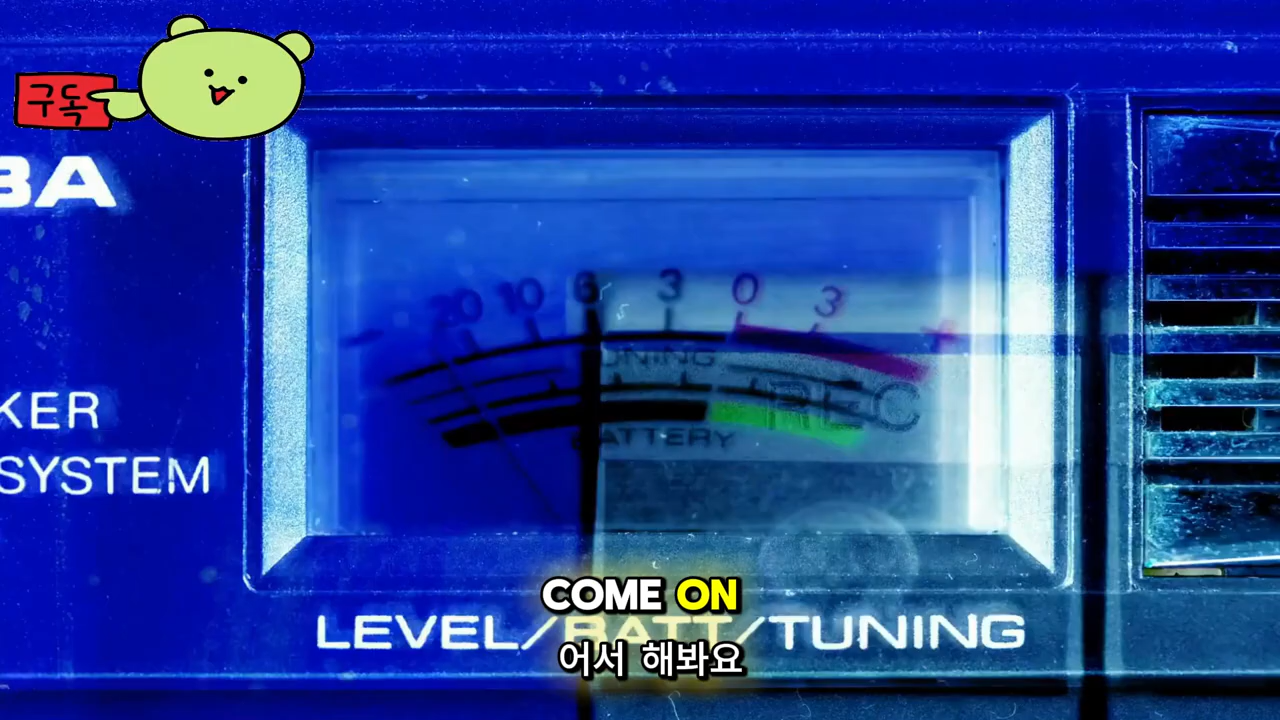 구독
BA
20 10 6 3 0 3
- +
TUNING
REC
BATTERY
KER
SYSTEM
COME ON
LEVEL/BATT/TUNING
어서 해봐요